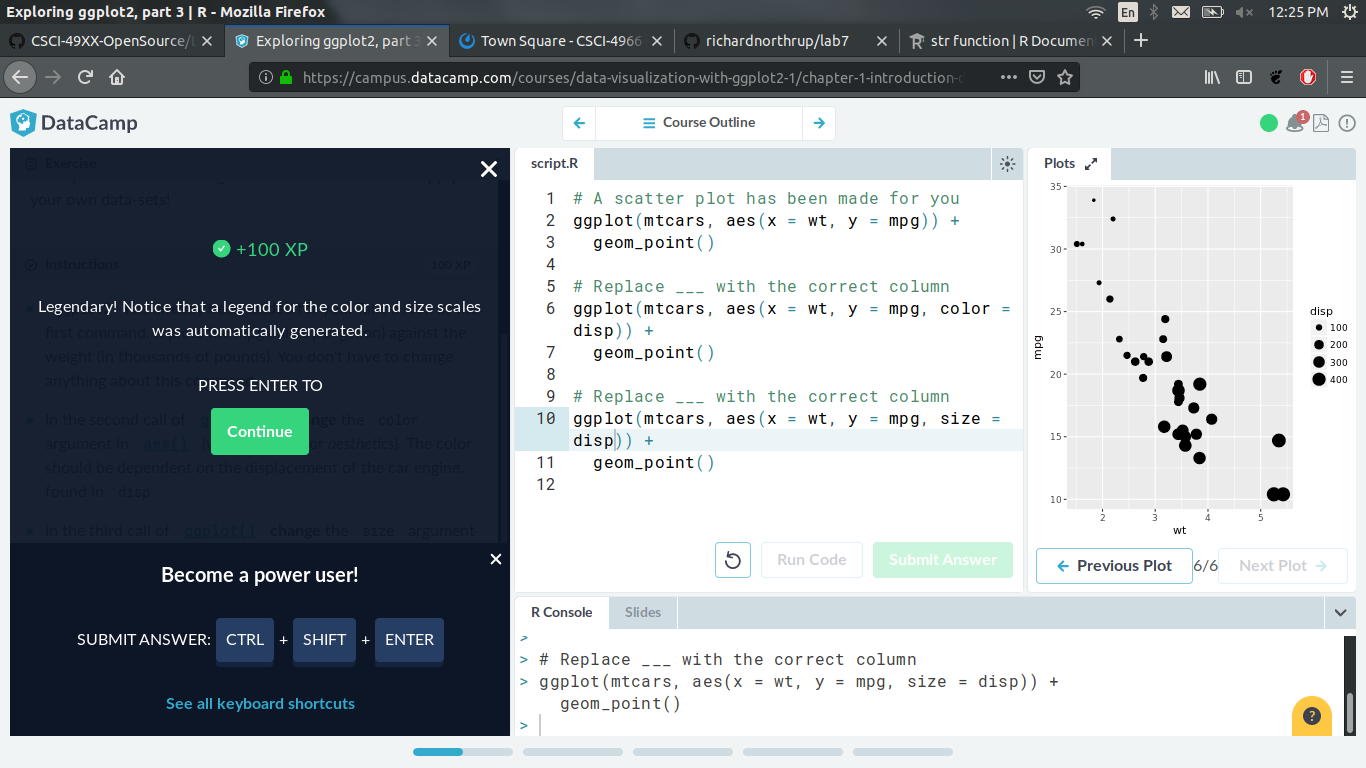 Exploring ggplot2, part 3 | R - Mozilla Firefox
En
12:25 PM
CSCI-49XX-OpenSource/
Exploring ggplot2, part 3
Town Square - CSCI-4966
richardnorthrup/lab7
str function | R Documen
https://campus.datacamp.com/courses/data-visualization-with-ggplot2-1/chapter-1-introduction-
DataCamp
Course Outline
1
Exercise
your own data-sets!
+100 XP
Instructions
100 XP
Legendary! Notice that a legend for the color and size scales
was automatically generated.
first command.
against the
weight (in thousands of pounds). You don't have to change
anything about this
PRESS ENTER TO
Continue
In the second call of
change the color
argument in aes()
or aesthetics). The color
should be dependent on the displacement of the car engine,
found in disp
In the third call of ggplot() change the size argument
Become a power user!
SUBMIT ANSWER: CTRL + SHIFT + ENTER
See all keyboard shortcuts
script.R
1 # A scatter plot has been made for you
2 ggplot(mtcars, aes(x = wt, y = mpg)) +
3 geom_point()
4
5 # Replace ___ with the correct column
6 ggplot(mtcars, aes(x = wt, y = mpg, color =
disp)) +
7 geom_point()
8
9 # Replace ___ with the correct column
10 ggplot(mtcars, aes(x = wt, y = mpg, size =
disp)) +
11 geom_point()
12
Run Code
Submit Answer
Plots
35
30
25
20
15
10
mpg
2 3 4 5
wt
disp
100
200
300
400
Previous Plot
6/6
Next Plot
R Console
Slides
>
> # Replace ___ with the correct column
> ggplot(mtcars, aes(x = wt, y = mpg, size = disp)) +
geom_point()
>
?